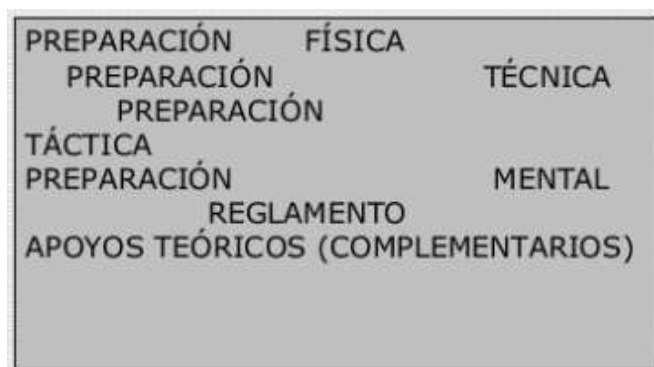 PREPARACIÓN FÍSICA
PREPARACIÓN TÉCNICA
PREPARACIÓN
TÁCTICA
PREPARACIÓN MENTAL
REGLAMENTO
APOYOS TEÓRICOS (COMPLEMENTARIOS)